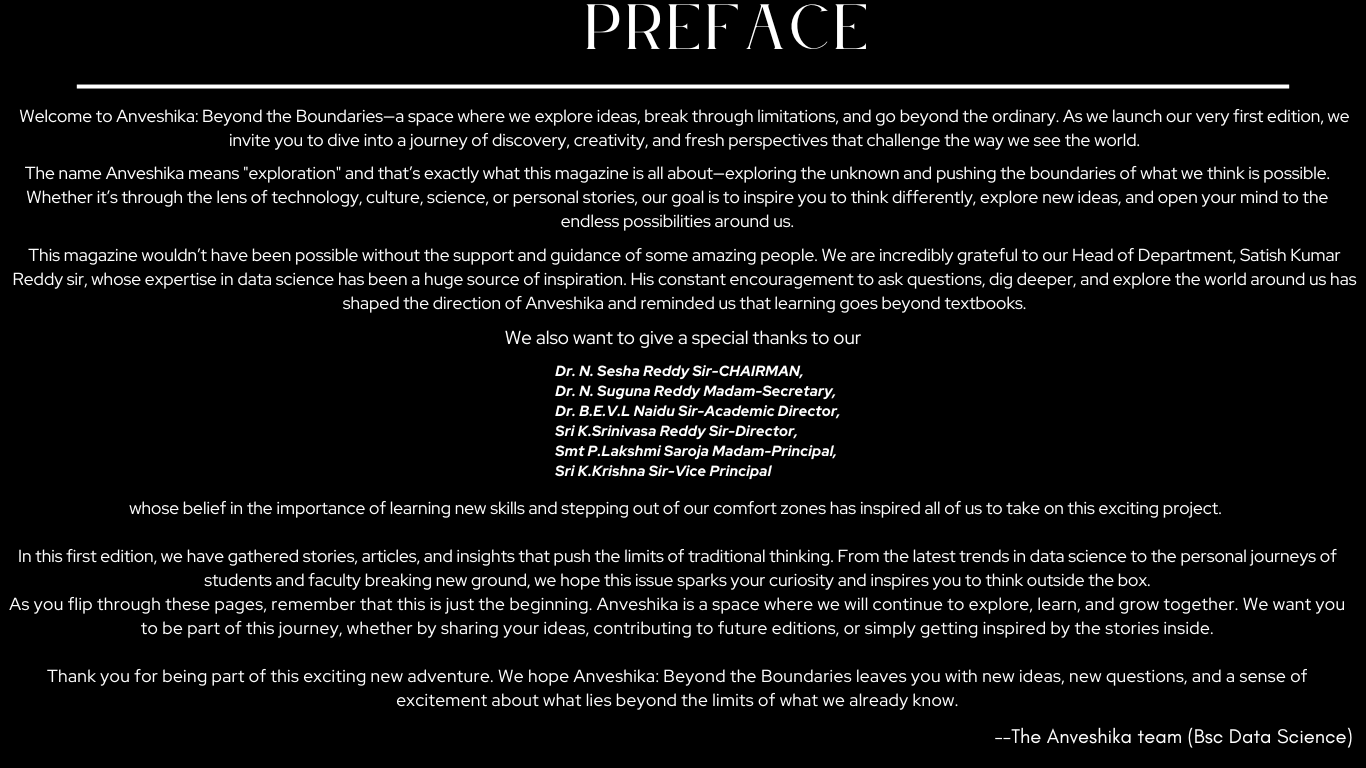 PREFACE
Welcome to Anveshika: Beyond the Boundaries—a space where we explore ideas, break through limitations, and go beyond the ordinary. As we launch our very first edition, we
invite you to dive into a journey of discovery, creativity, and fresh perspectives that challenge the way we see the world.
The name Anveshika means "exploration" and that’s exactly what this magazine is all about—exploring the unknown and pushing the boundaries of what we think is possible.
Whether it’s through the lens of technology, culture, science, or personal stories, our goal is to inspire you to think differently, explore new ideas, and open your mind to the
endless possibilities around us.
This magazine wouldn’t have been possible without the support and guidance of some amazing people. We are incredibly grateful to our Head of Department, Satish Kumar
Reddy sir, whose expertise in data science has been a huge source of inspiration. His constant encouragement to ask questions, dig deeper, and explore the world around us has
shaped the direction of Anveshika and reminded us that learning goes beyond textbooks.
We also want to give a special thanks to our
Dr. N. Sesha Reddy Sir-CHAIRMAN,
Dr. N. Suguna Reddy Madam-Secretary,
Dr. B.E.V.L Naidu Sir-Academic Director,
Sri K.Srinivasa Reddy Sir-Director,
Smt P.Lakshmi Saroja Madam-Principal,
Sri K.Krishna Sir-Vice Principal
whose belief in the importance of learning new skills and stepping out of our comfort zones has inspired all of us to take on this exciting project.
In this first edition, we have gathered stories, articles, and insights that push the limits of traditional thinking. From the latest trends in data science to the personal journeys of
students and faculty breaking new ground, we hope this issue sparks your curiosity and inspires you to think outside the box.
As you flip through these pages, remember that this is just the beginning. Anveshika is a space where we will continue to explore, learn, and grow together. We want you
to be part of this journey, whether by sharing your ideas, contributing to future editions, or simply getting inspired by the stories inside.
Thank you for being part of this exciting new adventure. We hope Anveshika: Beyond the Boundaries leaves you with new ideas, new questions, and a sense of
excitement about what lies beyond the limits of what we already know.
--The Anveshika team (Bsc Data Science)